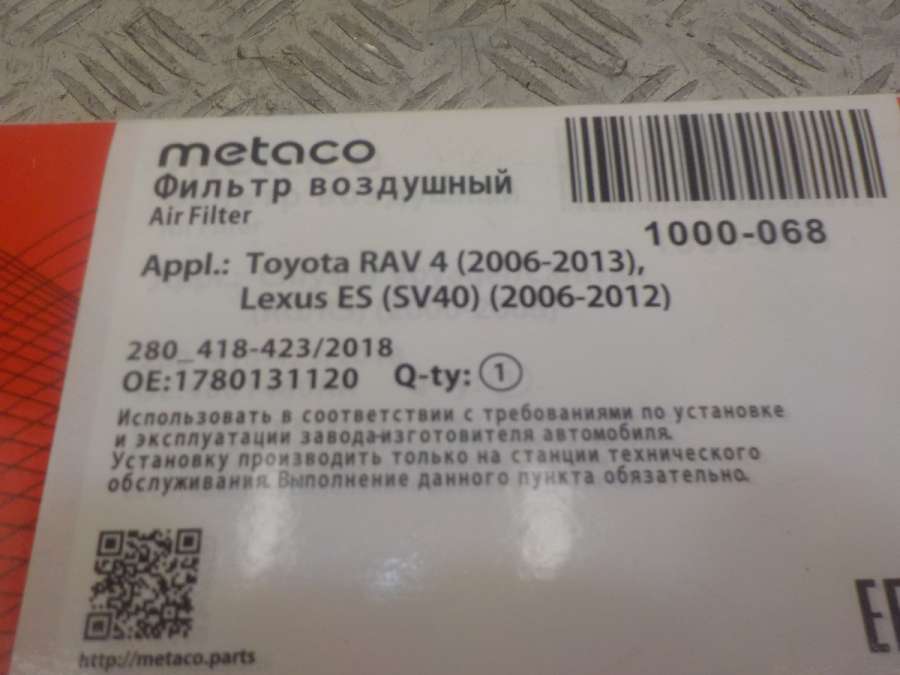 metaco
Фильтр воздушный
Air Filter
1000-068
Appl.: Toyota RAV 4 (2006-2013),
Lexus ES (SV40) (2006-2012)
280_418-423/2018
OE:1780131120 Q-ty: 1
Использовать в соответствии с требованиями по установке
и эксплуатации завода-изготовителя автомобиля.
Установку производить только на станции технического
обслуживания. Выполнение данного пункта обязательно.
http://metaco.parts